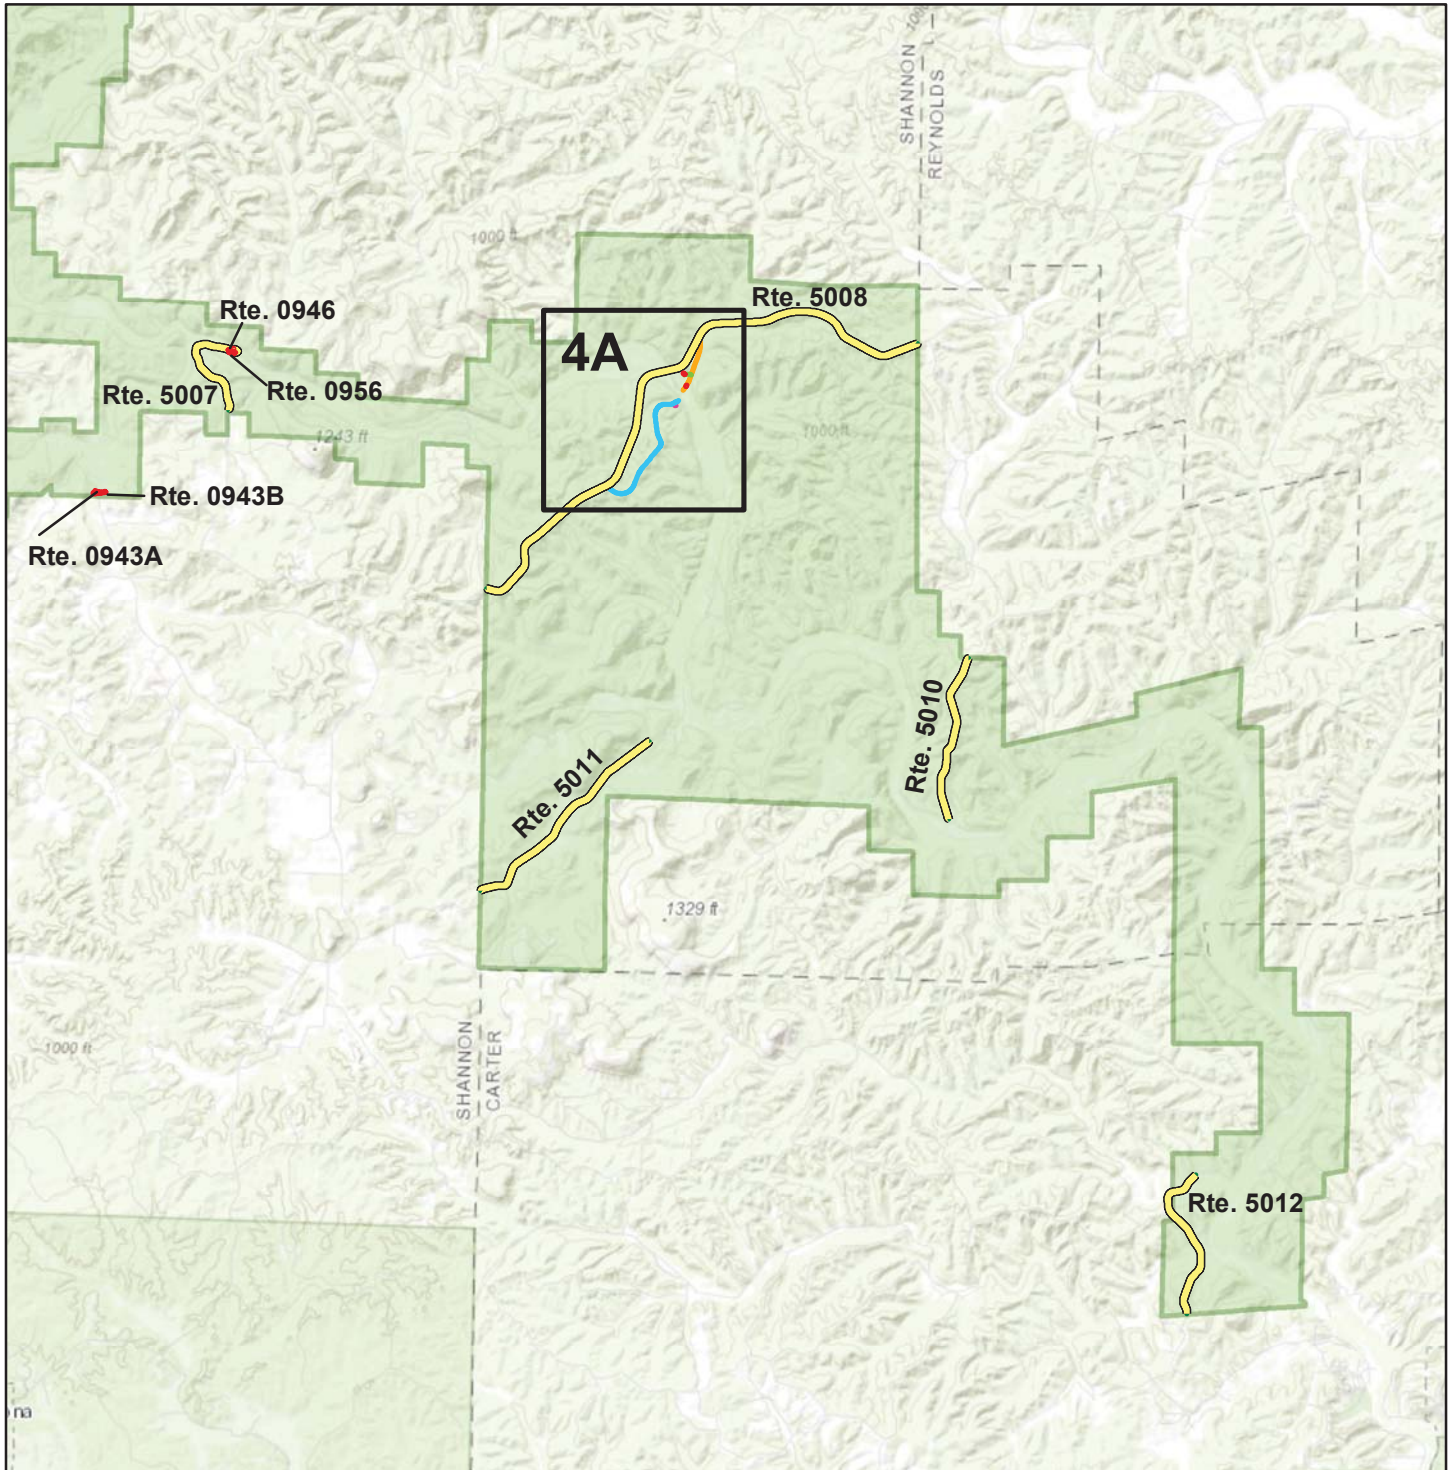 SHANNON
REYNOLDS
1000 ft
Rte. 0946
Rte. 5008
4A
Rte. 5007
Rte. 0956
1243 ft
1000 ft
Rte. 0943B
Rte. 0943A
Rte. 5010
Rte. 5011
1329 ft
SHANNON
CARTER
1000 ft
Rte. 5012
na